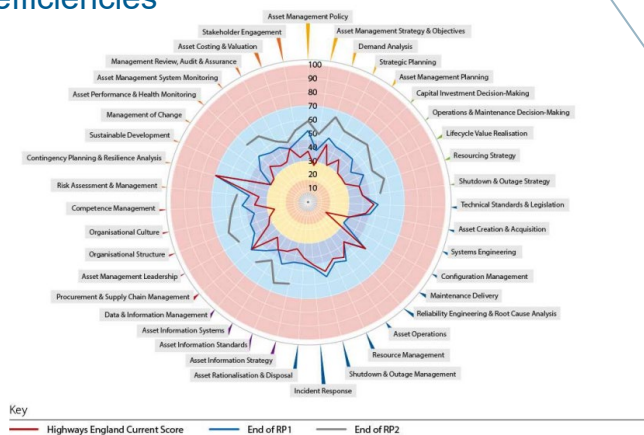 efficiencies
Asset Management Policy
Asset Management Strategy & Objectives
Demand Analysis
Strategic Planning
Asset Management Planning
Capital Investment Decision-Making
Operations & Maintenance Decision-Making
Lifecycle Value Realisation
Resourcing Strategy
Shutdown & Outage Strategy
Technical Standards & Legislation
Asset Creation & Acquisition
Systems Engineering
Configuration Management
Maintenance Delivery
Reliability Engineering & Root Cause Analysis
Asset Operations
Resource Management
Shutdown & Outage Management
Incident Response
Asset Rationalisation & Disposal
Asset Information Strategy
Asset Information Standards
Asset Information Systems
Data & Information Management
Procurement & Supply Chain Management
Asset Management Leadership
Organisational Structure
Organisational Culture
Competence Management
Risk Assessment & Management
Contingency Planning & Resilience Analysis
Sustainable Development
Management of Change
Asset Performance & Health Monitoring
Asset Management System Monitoring
Management Review, Audit & Assurance
Asset Costing & Valuation
Stakeholder Engagement
100
90
80
70
60
50
40
30
20
10
Key
Highways England Current Score
End of RP1
End of RP2